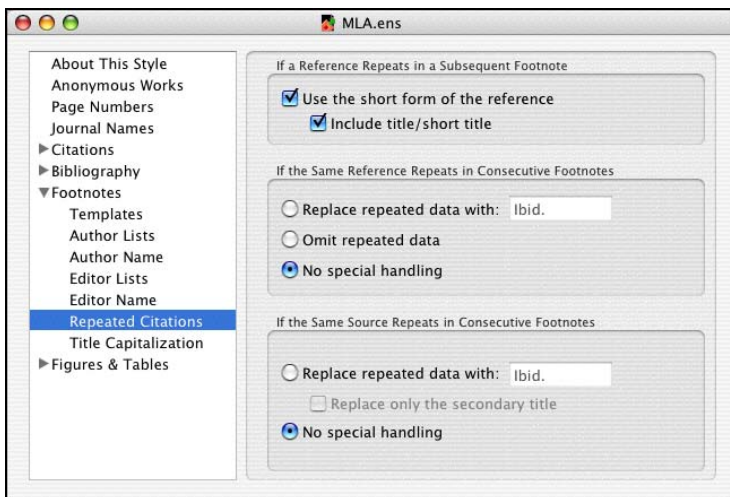 MLA.ens
About This Style
Anonymous Works
Page Numbers
Journal Names
Citations
Bibliography
Footnotes
Templates
Author Lists
Author Name
Editor Lists
Editor Name
Repeated Citations
Title Capitalization
Figures & Tables
If a Reference Repeats in a Subsequent Footnote
Use the short form of the reference
Include title/short title
If the Same Reference Repeats in Consecutive Footnotes
Replace repeated data with: Ibid.
Omit repeated data
No special handling
If the Same Source Repeats in Consecutive Footnotes
Replace repeated data with: Ibid.
Replace only the secondary title
No special handling